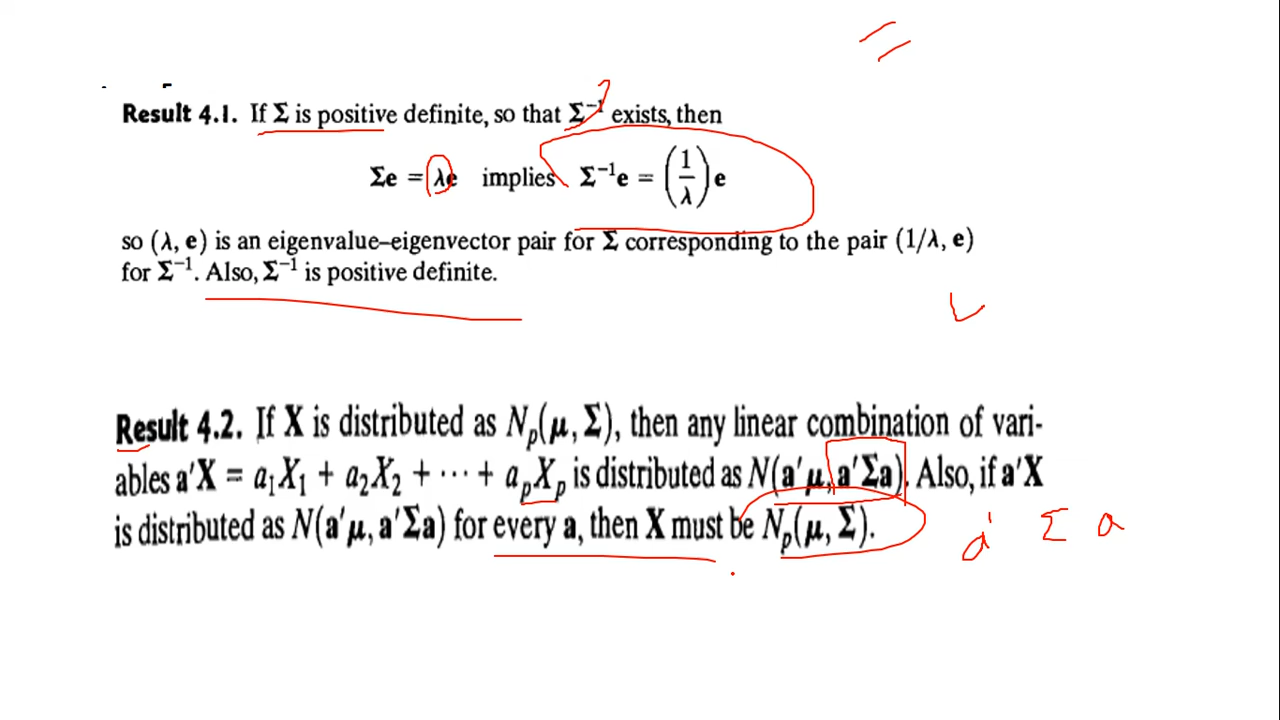 Result 4.1. If Σ is positive definite, so that Σ⁻¹ exists, then
Σe = λe implies Σ⁻¹e = (1/λ)e
so (λ, e) is an eigenvalue–eigenvector pair for Σ corresponding to the pair (1/λ, e)
for Σ⁻¹. Also, Σ⁻¹ is positive definite.
Result 4.2. If X is distributed as Nₚ(μ, Σ), then any linear combination of vari-
ables a′X = a₁X₁ + a₂X₂ + ··· + aₚXₚ is distributed as N(a′μ, a′Σa). Also, if a′X
is distributed as N(a′μ, a′Σa) for every a, then X must be Nₚ(μ, Σ).
a′ Σ a